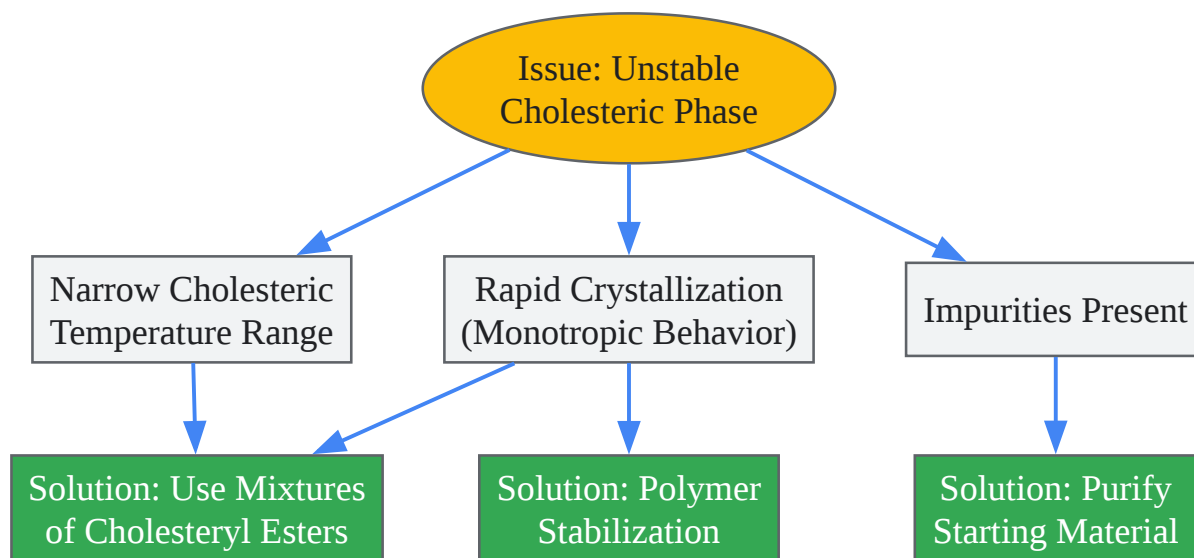 Issue: Unstable
Cholesteric Phase
Narrow Cholesteric
Temperature Range
Rapid Crystallization
(Monotropic Behavior)
Impurities Present
Solution: Use Mixtures
of Cholesteryl Esters
Solution: Polymer
Stabilization
Solution: Purify
Starting Material